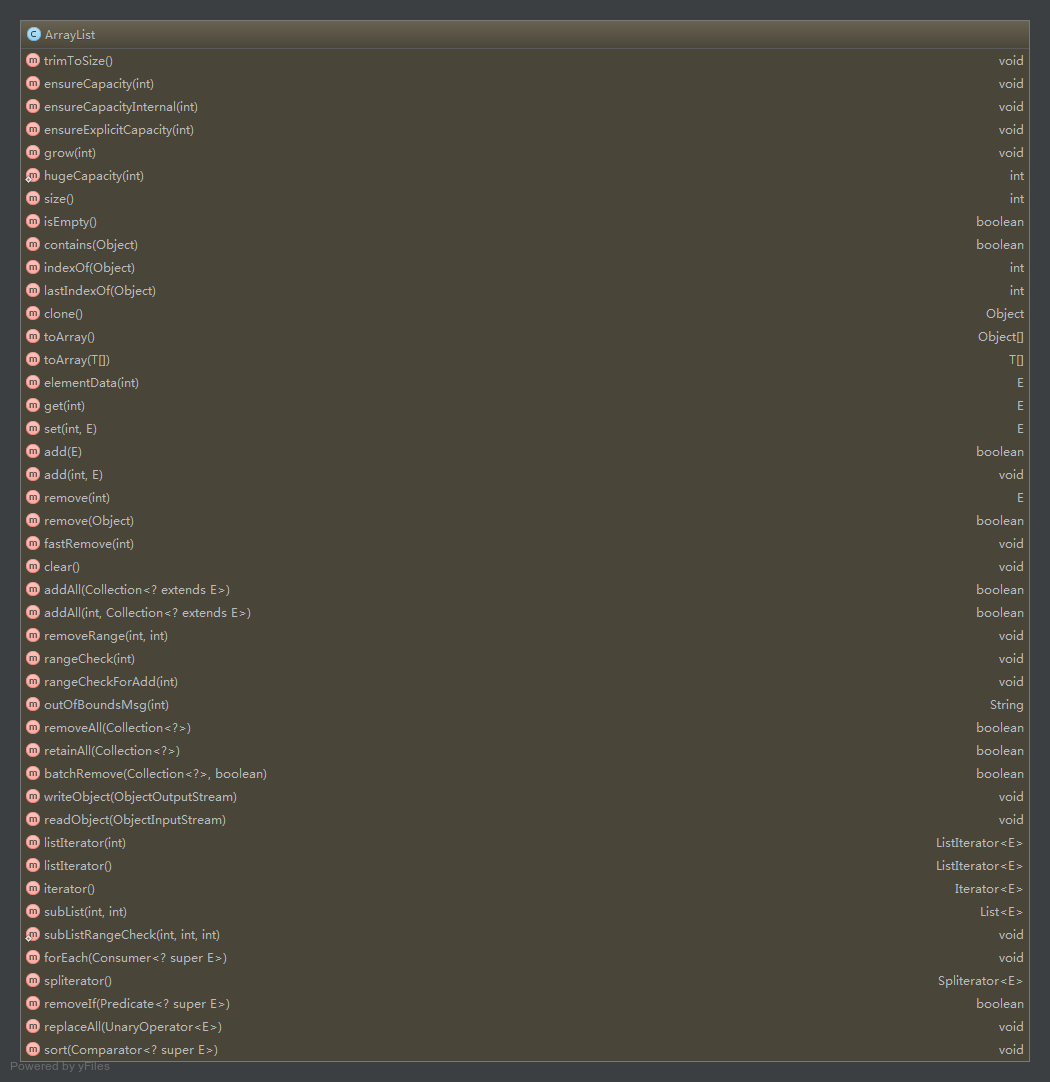 C ArrayList
m trimToSize() void
m ensureCapacity(int) void
m ensureCapacityInternal(int) void
m ensureExplicitCapacity(int) void
m grow(int) void
m hugeCapacity(int) int
m size() int
m isEmpty() boolean
m contains(Object) boolean
m indexOf(Object) int
m lastIndexOf(Object) int
m clone() Object
m toArray() Object[]
m toArray(T[]) T[]
m elementData(int) E
m get(int) E
m set(int, E) E
m add(E) boolean
m add(int, E) void
m remove(int) E
m remove(Object) boolean
m fastRemove(int) void
m clear() void
m addAll(Collection<? extends E>) boolean
m addAll(int, Collection<? extends E>) boolean
m removeRange(int, int) void
m rangeCheck(int) void
m rangeCheckForAdd(int) void
m outOfBoundsMsg(int) String
m removeAll(Collection<?>) boolean
m retainAll(Collection<?>) boolean
m batchRemove(Collection<?>, boolean) boolean
m writeObject(ObjectOutputStream) void
m readObject(ObjectInputStream) void
m listIterator(int) ListIterator<E>
m listIterator() ListIterator<E>
m iterator() Iterator<E>
m subList(int, int) List<E>
m subListRangeCheck(int, int, int) void
m forEach(Consumer<? super E>) void
m spliterator() Spliterator<E>
m removeIf(Predicate<? super E>) boolean
m replaceAll(UnaryOperator<E>) void
m sort(Comparator<? super E>) void
Powered by yFiles